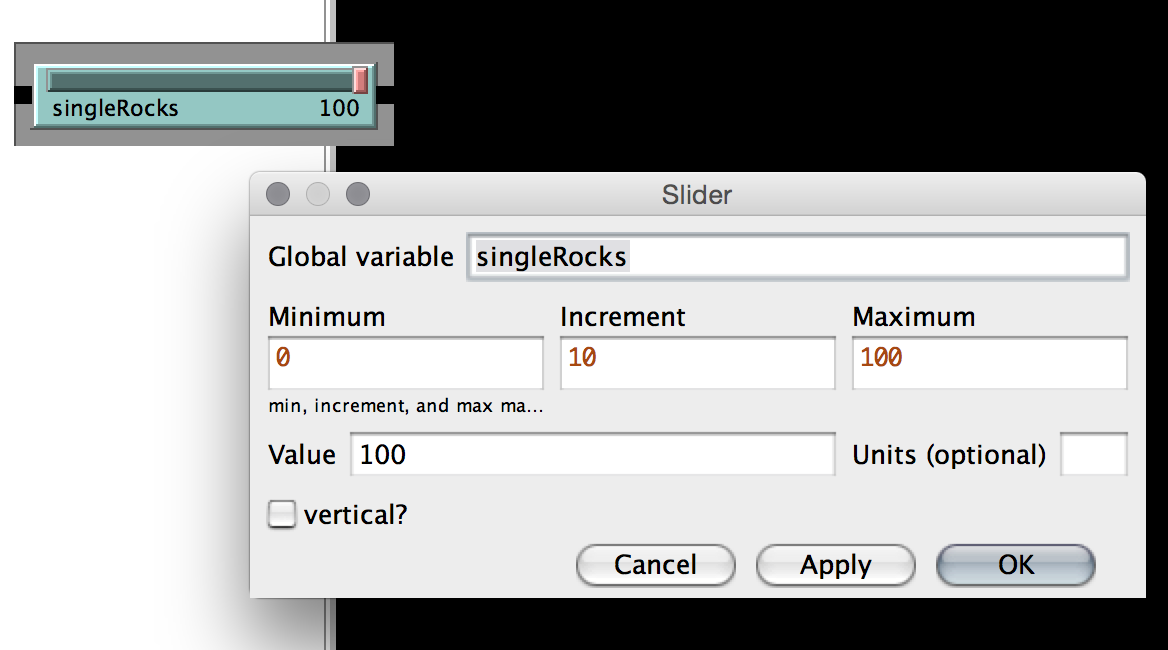 singleRocks 100
Slider
Global variable singleRocks
Minimum Increment Maximum
0 10 100
min, increment, and max ma...
Value 100 Units (optional)
vertical?
Cancel Apply OK